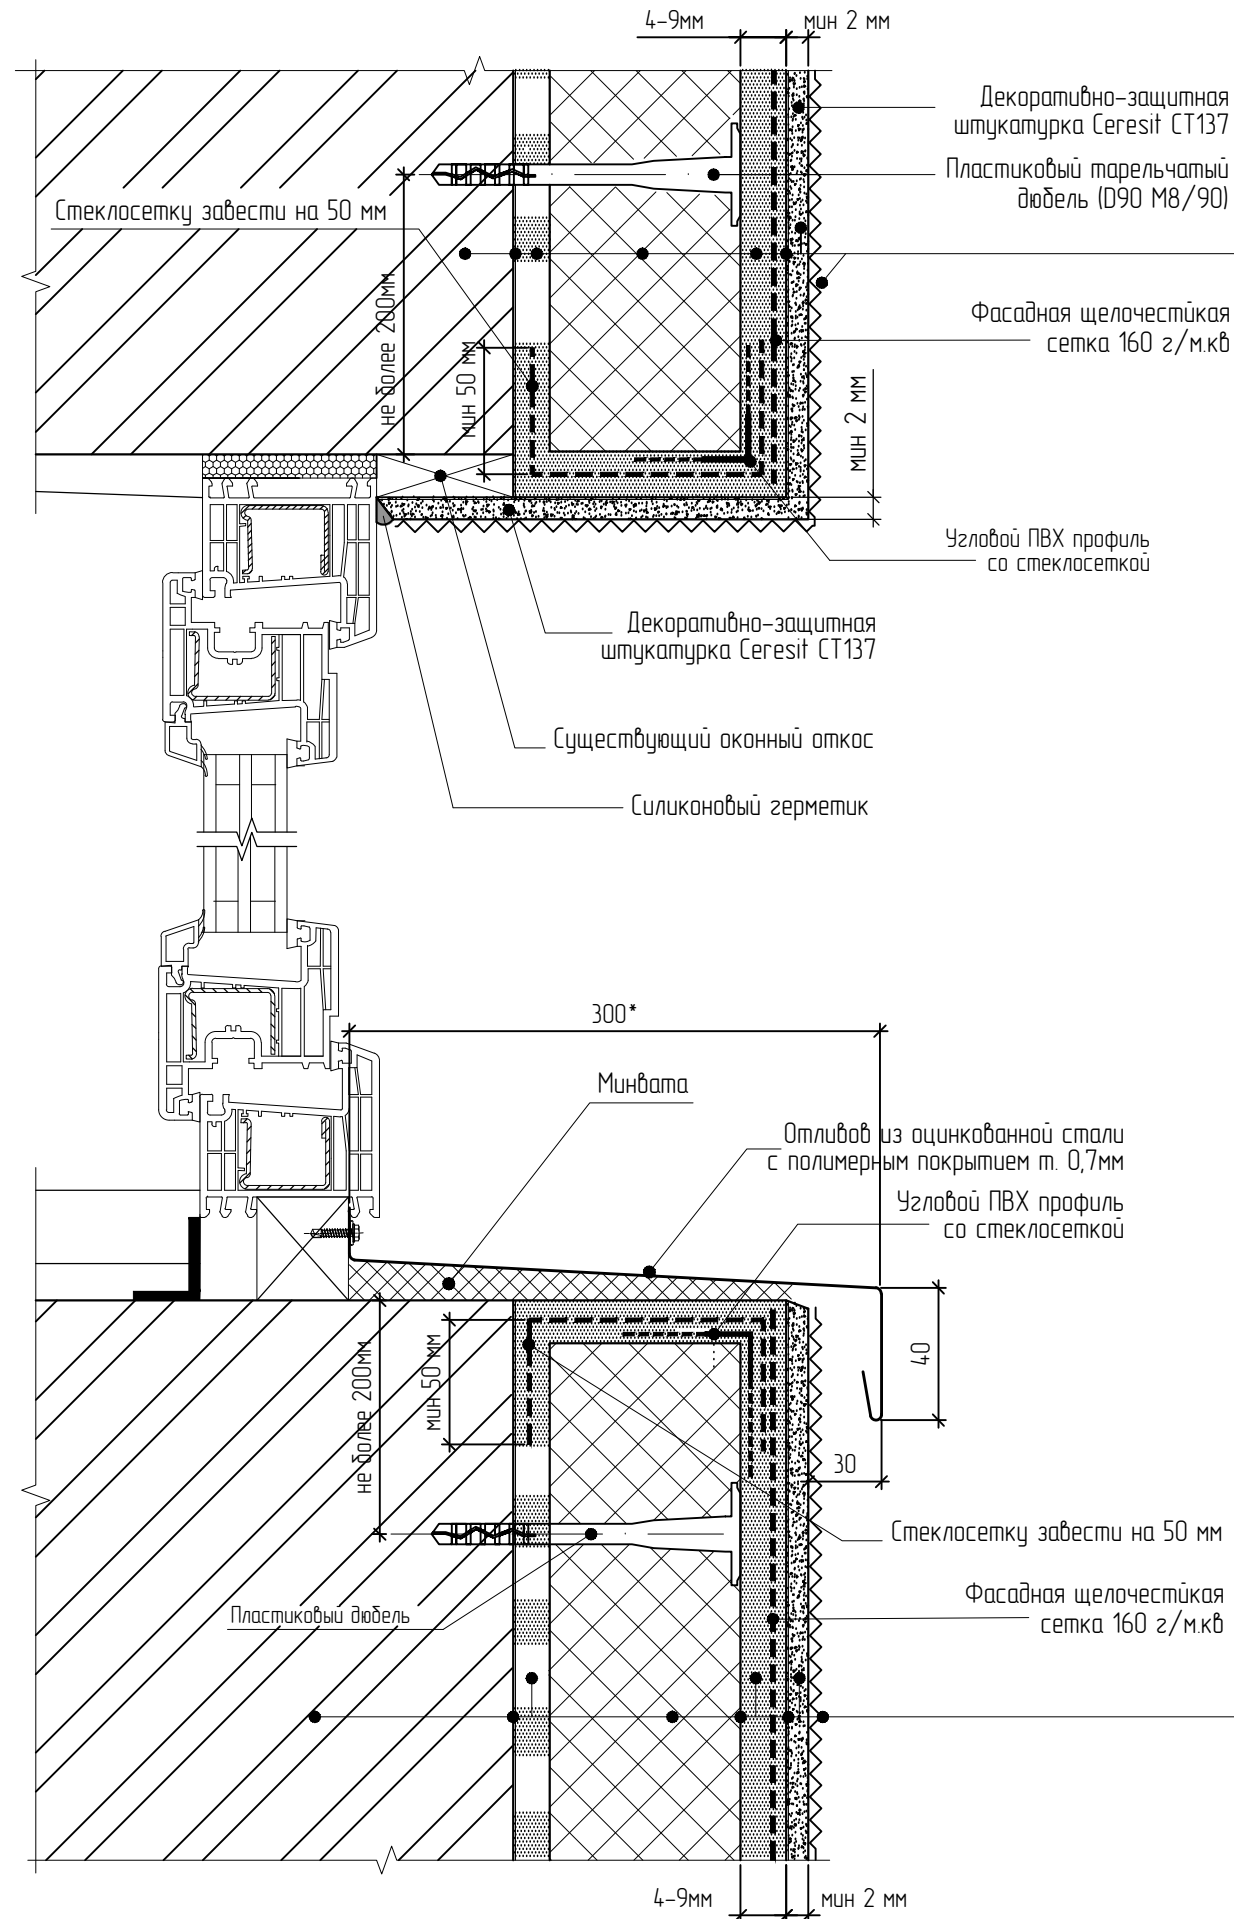 4-9мм
мин 2 мм
Декоративно-защитная
штукатурка Ceresit CT137
Пластиковый тарельчатый
дюбель (D90 М8/90)
Стеклосетку завести на 50 мм
не более 200мм
мин 50 мм
Фасадная щелочестйкая
сетка 160 г/м.кв
мин 2 мм
Угловой ПВХ профиль
со стеклосеткой
Декоративно-защитная
штукатурка Ceresit CT137
Существующий оконный откос
Силиконовый герметик
300*
Минвата
Отливов из оцинкованной стали
с полимерным покрытием т. 0,7мм
Угловой ПВХ профиль
со стеклосеткой
не более 200мм
мин 50 мм
40
30
Стеклосетку завести на 50 мм
Пластиковый дюбель
Фасадная щелочестйкая
сетка 160 г/м.кв
4-9мм
мин 2 мм